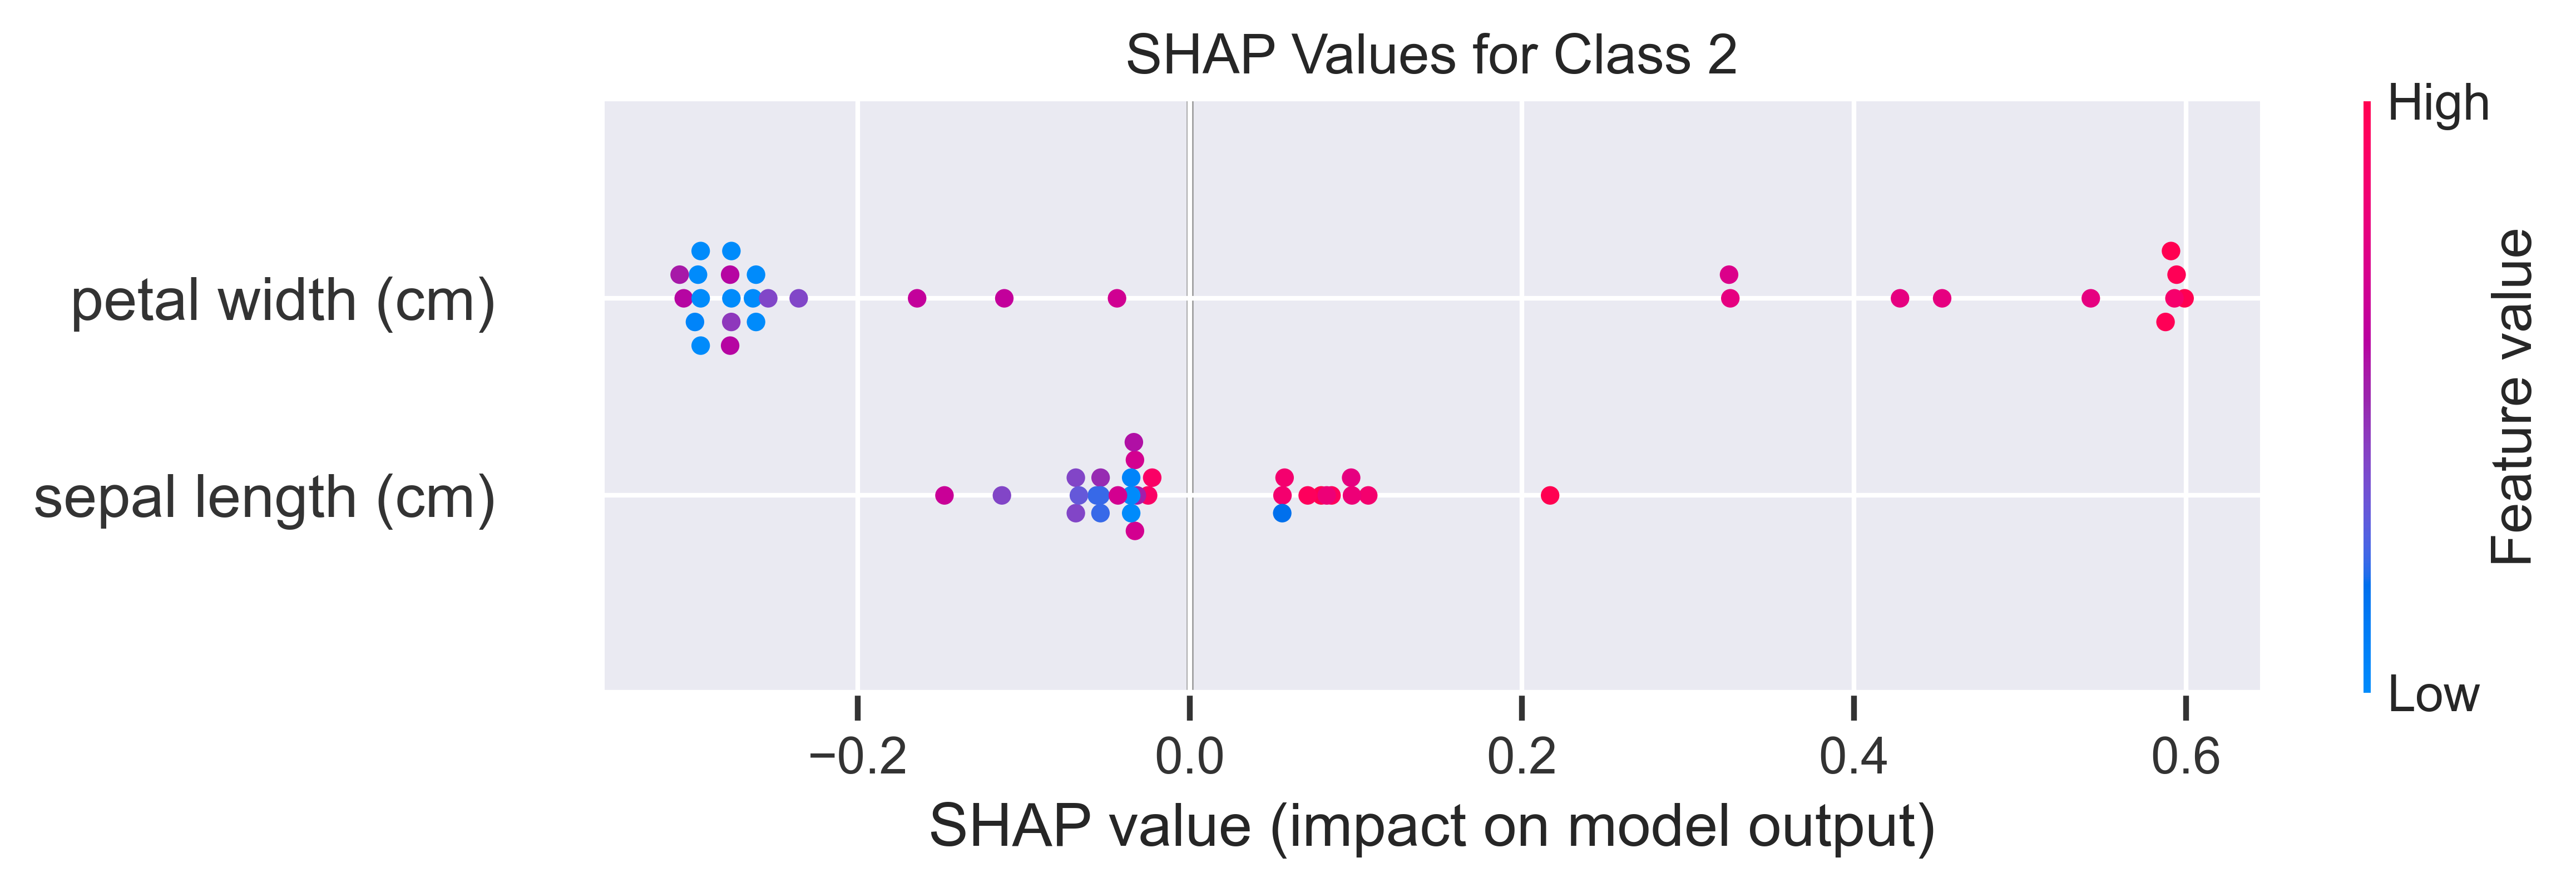 SHAP Values for Class 2
High
petal width (cm)
sepal length (cm)
Feature value
Low
−0.2
0.0
0.2
0.4
0.6
SHAP value (impact on model output)